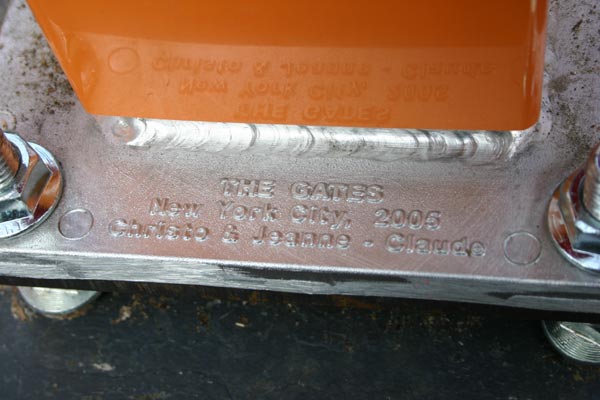 THE GATES
New York City, 2005
Christo & Jeanne - Claude